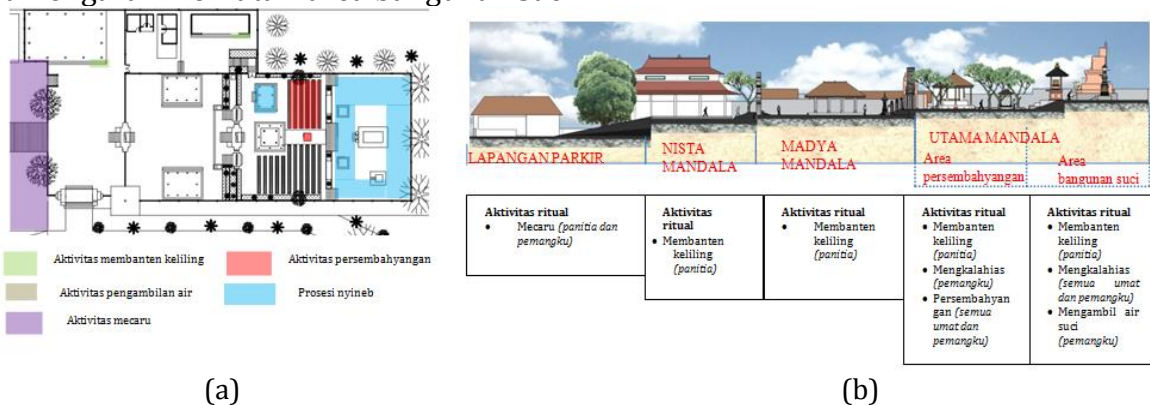 Aktivitas membanten keliling
Aktivitas persembahyangan
Aktivitas pengambilan air
Prosesi nyineb
Aktivitas mecaru
(a)
LAPANGAN PARKIR
NISTA
MANDALA
MADYA
MANDALA
UTAMA MANDALA
Area
persembahyangan
Area
bangunan suci
Aktivitas ritual
• Mecaru (panitia dan
pemangku)
Aktivitas
ritual
• Membanten
keliling
(panitia)
Aktivitas ritual
• Membanten
keliling
(panitia)
Aktivitas ritual
• Membanten
keliling
(panitia)
• Mengkalahias
(pemangku)
• Persembahyan
gan (semua
umat dan
pemangku)
Aktivitas ritual
• Membanten
keliling
(panitia)
• Mengkalahias
(semua umat
dan pemangku)
• Mengambil air
suci
(pemangku)
(b)